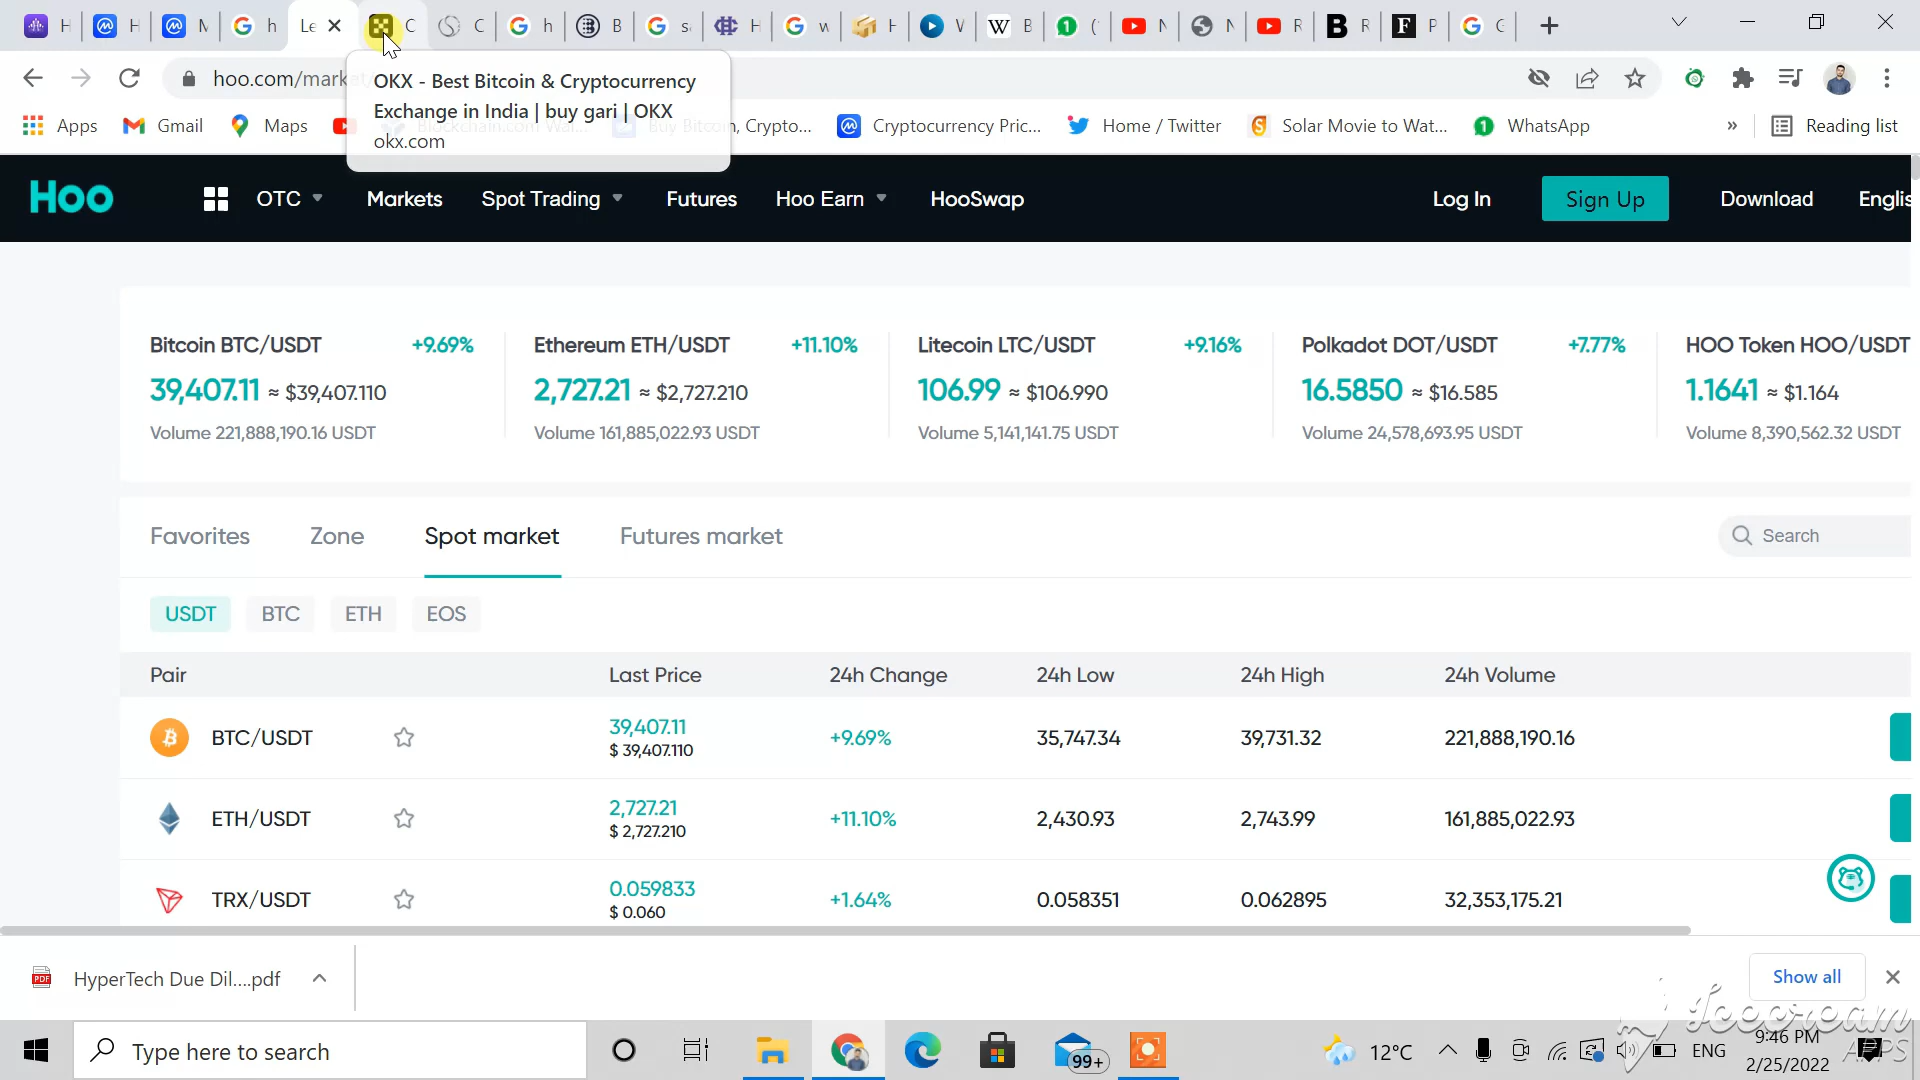 H M h Le C C h B s H w H V W B ( N N R R P C
hoo.com/mark
OKX - Best Bitcoin & Cryptocurrency
Exchange in India | buy gari | OKX
okx.com
Apps Gmail Maps Blockchain.com Wal... Buy Bitcoin, Crypto... Cryptocurrency Pric... Home / Twitter Solar Movie to Wat... WhatsApp » Reading list
Hoo OTC Markets Spot Trading Futures Hoo Earn HooSwap Log In Sign Up Download Englis
Bitcoin BTC/USDT +9.69% Ethereum ETH/USDT +11.10% Litecoin LTC/USDT +9.16% Polkadot DOT/USDT +7.77% HOO Token HOO/USDT
39,407.11 ≈ $39,407.110 2,727.21 ≈ $2,727.210 106.99 ≈ $106.990 16.5850 ≈ $16.585 1.1641 ≈ $1.164
Volume 221,888,190.16 USDT Volume 161,885,022.93 USDT Volume 5,141,141.75 USDT Volume 24,578,693.95 USDT Volume 8,390,562.32 USDT
Favorites Zone Spot market Futures market Search
USDT BTC ETH EOS
Pair Last Price 24h Change 24h Low 24h High 24h Volume
BTC/USDT 39,407.11 +9.69% 35,747.34 39,731.32 221,888,190.16
$ 39,407.110
ETH/USDT 2,727.21 +11.10% 2,430.93 2,743.99 161,885,022.93
$ 2,727.210
TRX/USDT 0.059833 +1.64% 0.058351 0.062895 32,353,175.21
$ 0.060
HyperTech Due Dil....pdf Show all
Icecream
APPS
Type here to search 99+ 12°C ENG 9:46 PM
2/25/2022